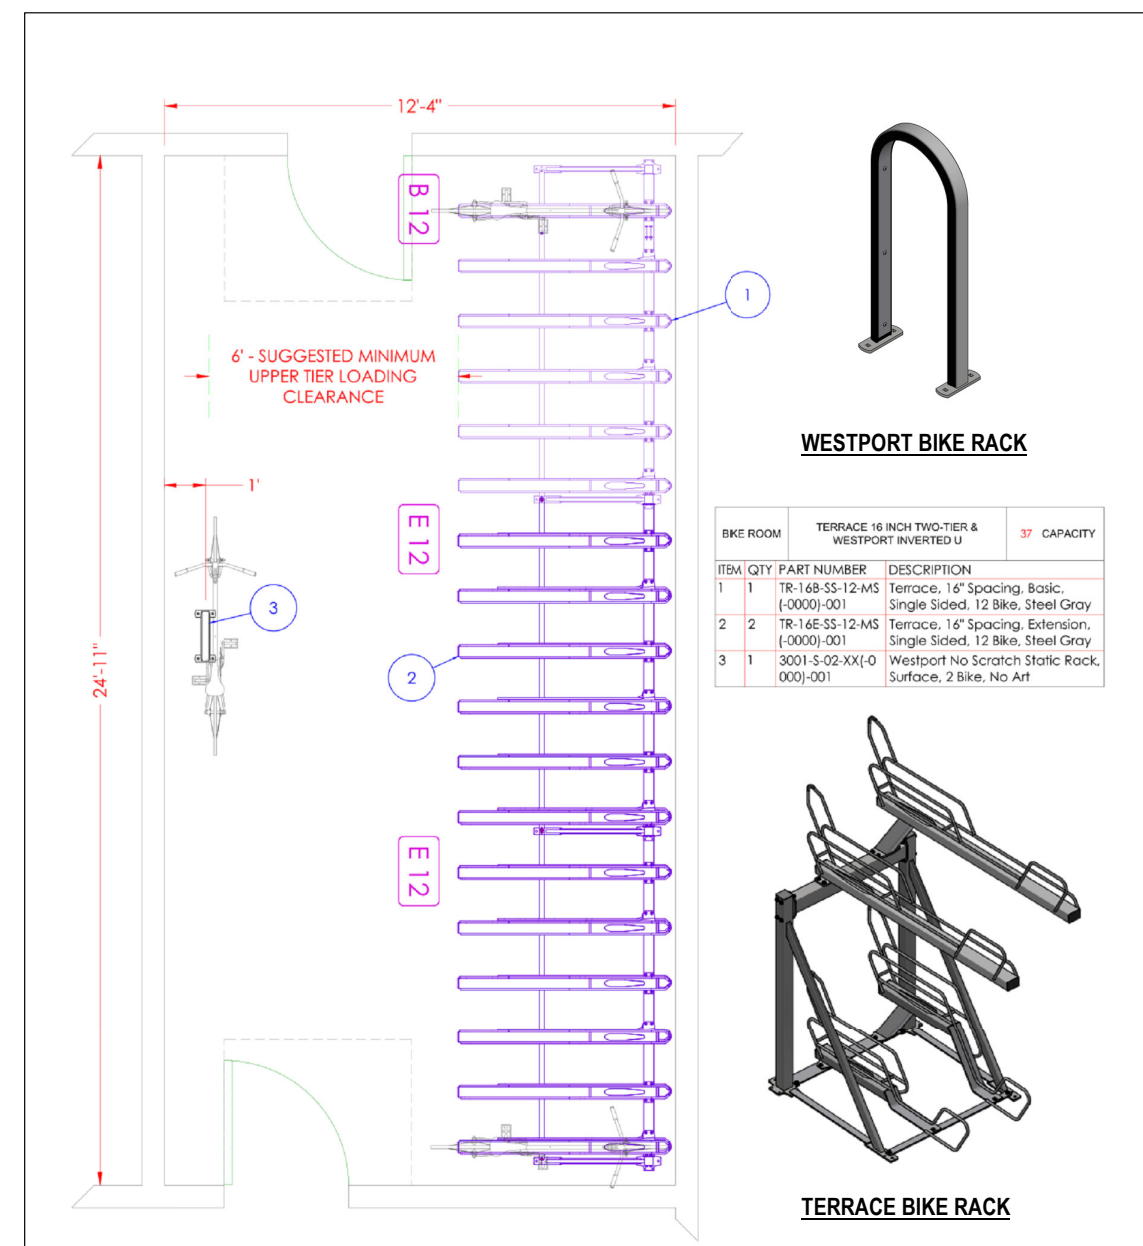 12'-4"
B 12
1
6' - SUGGESTED MINIMUM
UPPER TIER LOADING
CLEARANCE
WESTPORT BIKE RACK
1'
E 12
3
2
24'-11"
E 12
BIKE ROOM
TERRACE 16 INCH TWO-TIER &
WESTPORT INVERTED U
37 CAPACITY
ITEM QTY PART NUMBER DESCRIPTION
1 1 TR-16B-SS-12-MS Terrace, 16" Spacing, Basic,
(-0000)-001 Single Sided, 12 Bike, Steel Gray
2 2 TR-16E-SS-12-MS Terrace, 16" Spacing, Extension,
(-0000)-001 Single Sided, 12 Bike, Steel Gray
3 1 3001-S-02-XX(-0 Westport No Scratch Static Rack,
000)-001 Surface, 2 Bike, No Art
TERRACE BIKE RACK